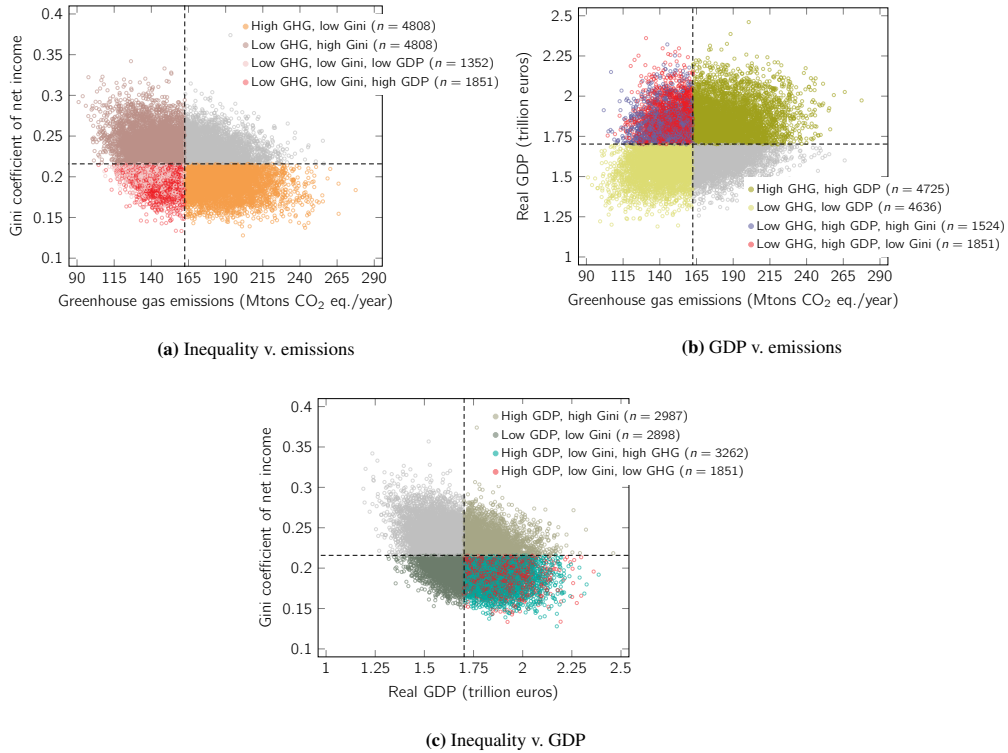 High GHG, low Gini (n = 4808)
Low GHG, high Gini (n = 4808)
Low GHG, low Gini, low GDP (n = 1352)
Low GHG, low Gini, high GDP (n = 1851)
0.4
0.35
0.3
0.25
0.2
0.15
0.1
Gini coefficient of net income
90 115 140 165 190 215 240 265 290
Greenhouse gas emissions (Mtons CO₂ eq./year)
(a) Inequality v. emissions
2.5
2.25
2
1.75
1.5
1.25
1
Real GDP (trillion euros)
High GHG, high GDP (n = 4725)
Low GHG, low GDP (n = 4636)
Low GHG, high GDP, high Gini (n = 1524)
Low GHG, high GDP, low Gini (n = 1851)
90 115 140 165 190 215 240 265 290
Greenhouse gas emissions (Mtons CO₂ eq./year)
(b) GDP v. emissions
High GDP, high Gini (n = 2987)
Low GDP, low Gini (n = 2898)
High GDP, low Gini, high GHG (n = 3262)
High GDP, low Gini, low GHG (n = 1851)
0.4
0.35
0.3
0.25
0.2
0.15
0.1
Gini coefficient of net income
1 1.25 1.5 1.75 2 2.25 2.5
Real GDP (trillion euros)
(c) Inequality v. GDP